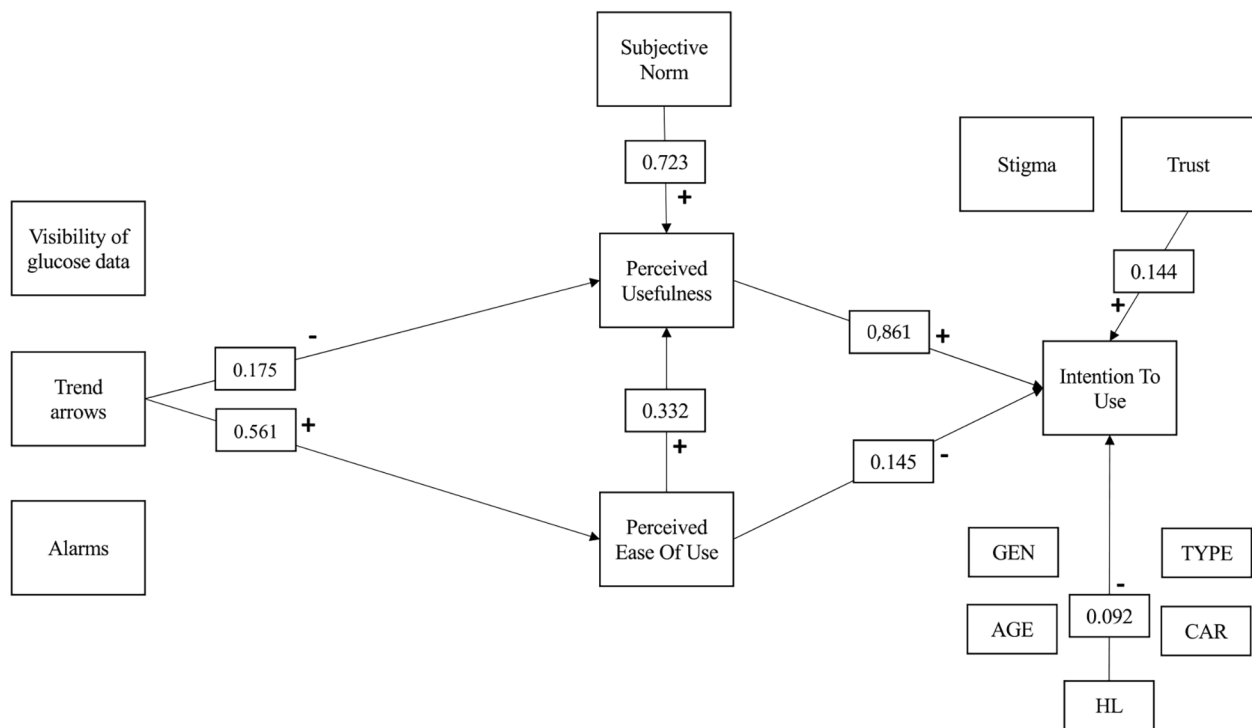 Subjective
Norm
Stigma
Trust
0.723
+
Visibility of
glucose data
Perceived
Usefulness
0.144
+
-
0,861
+
0.175
Trend
arrows
Intention To
Use
0.561
+
0.332
+
0.145
-
Alarms
Perceived
Ease Of Use
GEN
TYPE
-
AGE
0.092
CAR
HL